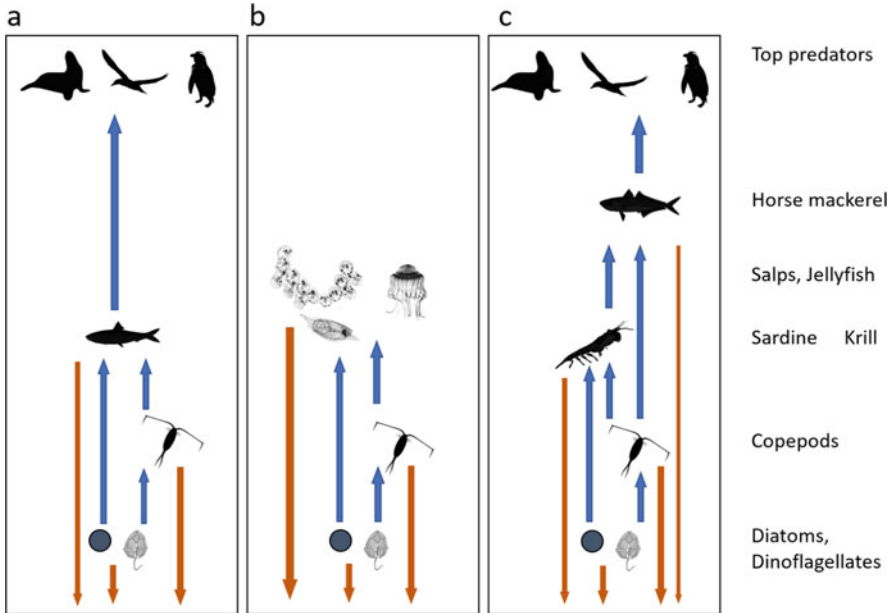 a
b
c
Top predators
Horse mackerel
Salps, Jellyfish
Sardine Krill
Copepods
Diatoms,
Dinoflagellates